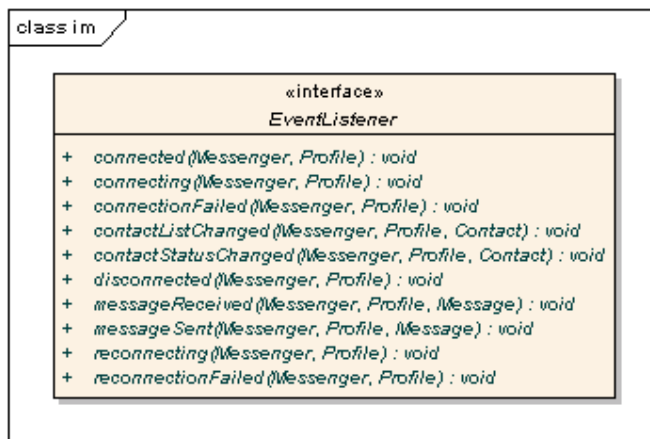 class im
«interface»
EventListener
+ connected(Messenger, Profile) : void
+ connecting(Messenger, Profile) : void
+ connectionFailed(Messenger, Profile) : void
+ contactListChanged(Messenger, Profile, Contact) : void
+ contactStatusChanged(Messenger, Profile, Contact) : void
+ disconnected(Messenger, Profile) : void
+ messageReceived(Messenger, Profile, Message) : void
+ messageSent(Messenger, Profile, Message) : void
+ reconnecting(Messenger, Profile) : void
+ reconnectionFailed(Messenger, Profile) : void